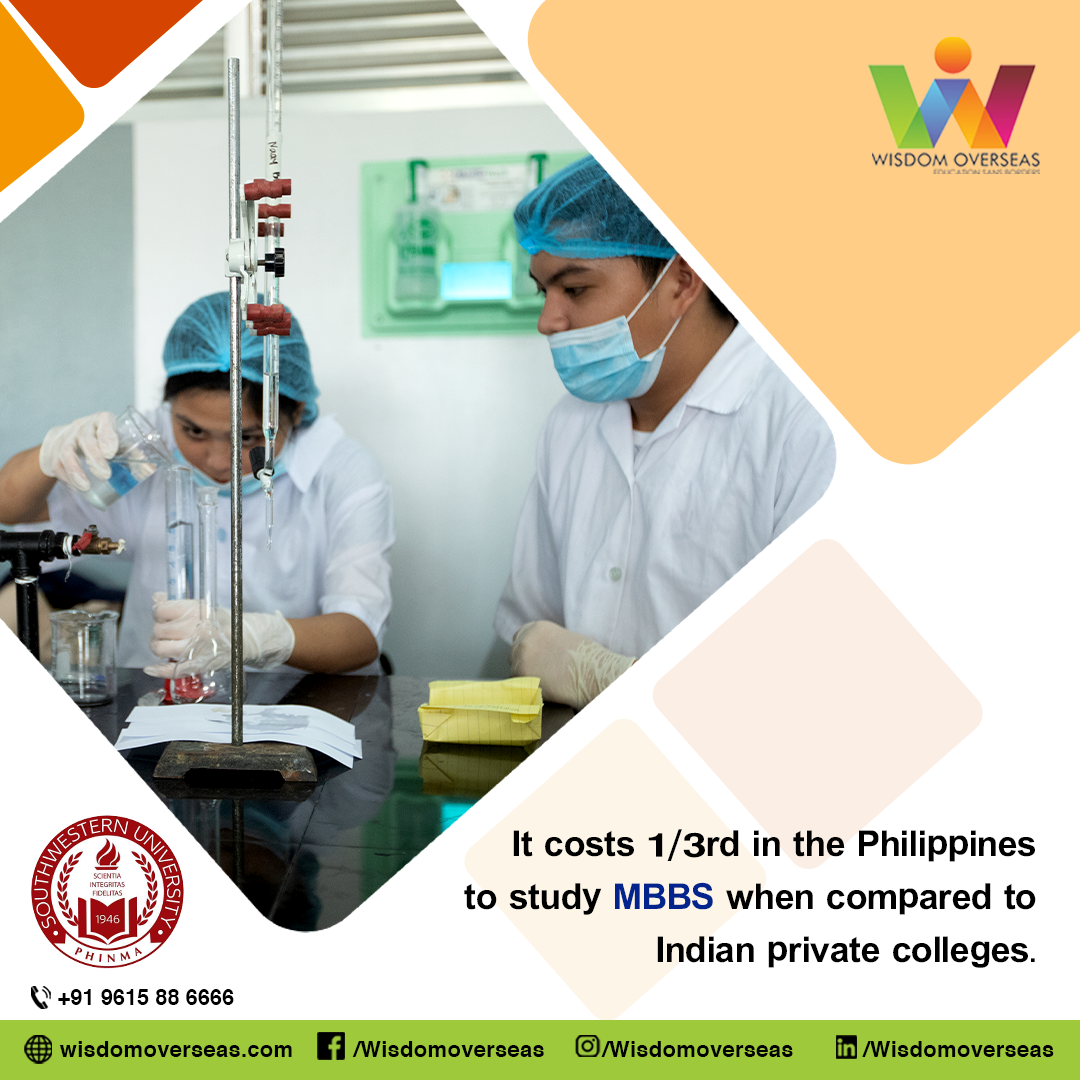 WISDOM OVERSEAS
EDUCATION SANS BORDERS
SOUTHWESTERN UNIVERSITY
SCIENTIA
INTEGRITAS
FIDELITAS
1946
PHINMA
It costs 1/3rd in the Philippines
to study MBBS when compared to
Indian private colleges.
+91 9615 88 6666
wisdomoverseas.com /Wisdomoverseas /Wisdomoverseas /Wisdomoverseas